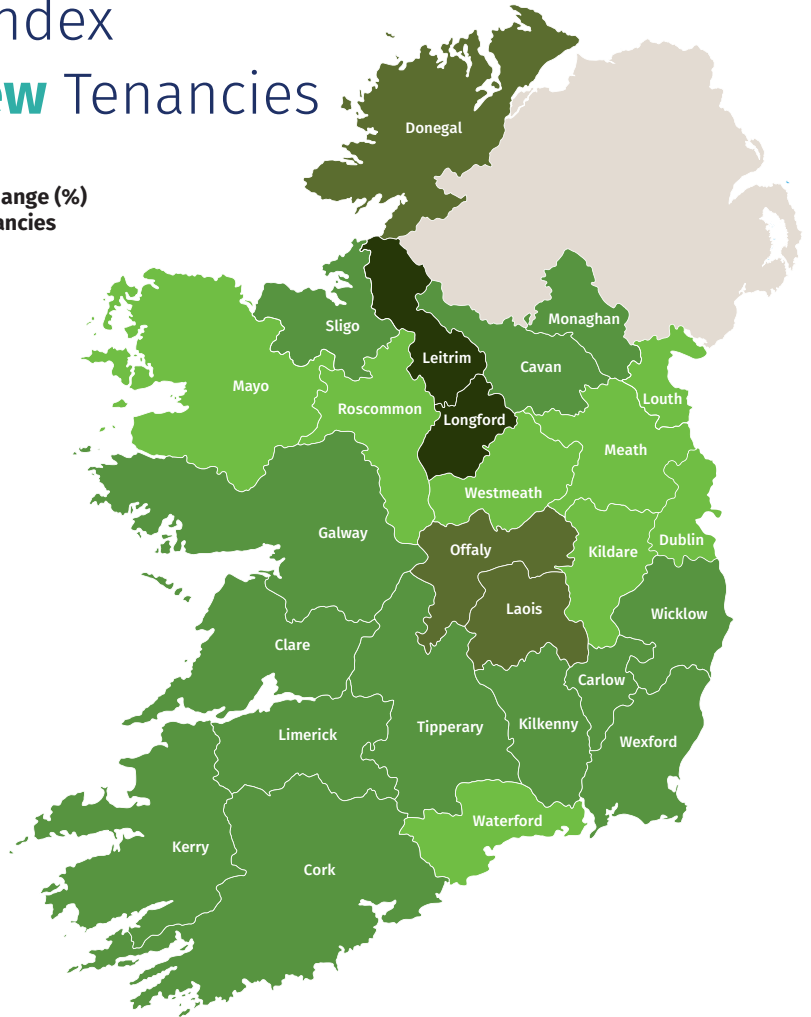 ndex
ew Tenancies
ange (%)
ancies
Donegal
Sligo
Monaghan
Leitrim
Cavan
Mayo
Roscommon
Louth
Longford
Meath
Westmeath
Galway
Offaly
Kildare
Dublin
Laois
Wicklow
Clare
Carlow
Limerick
Tipperary
Kilkenny
Wexford
Waterford
Kerry
Cork